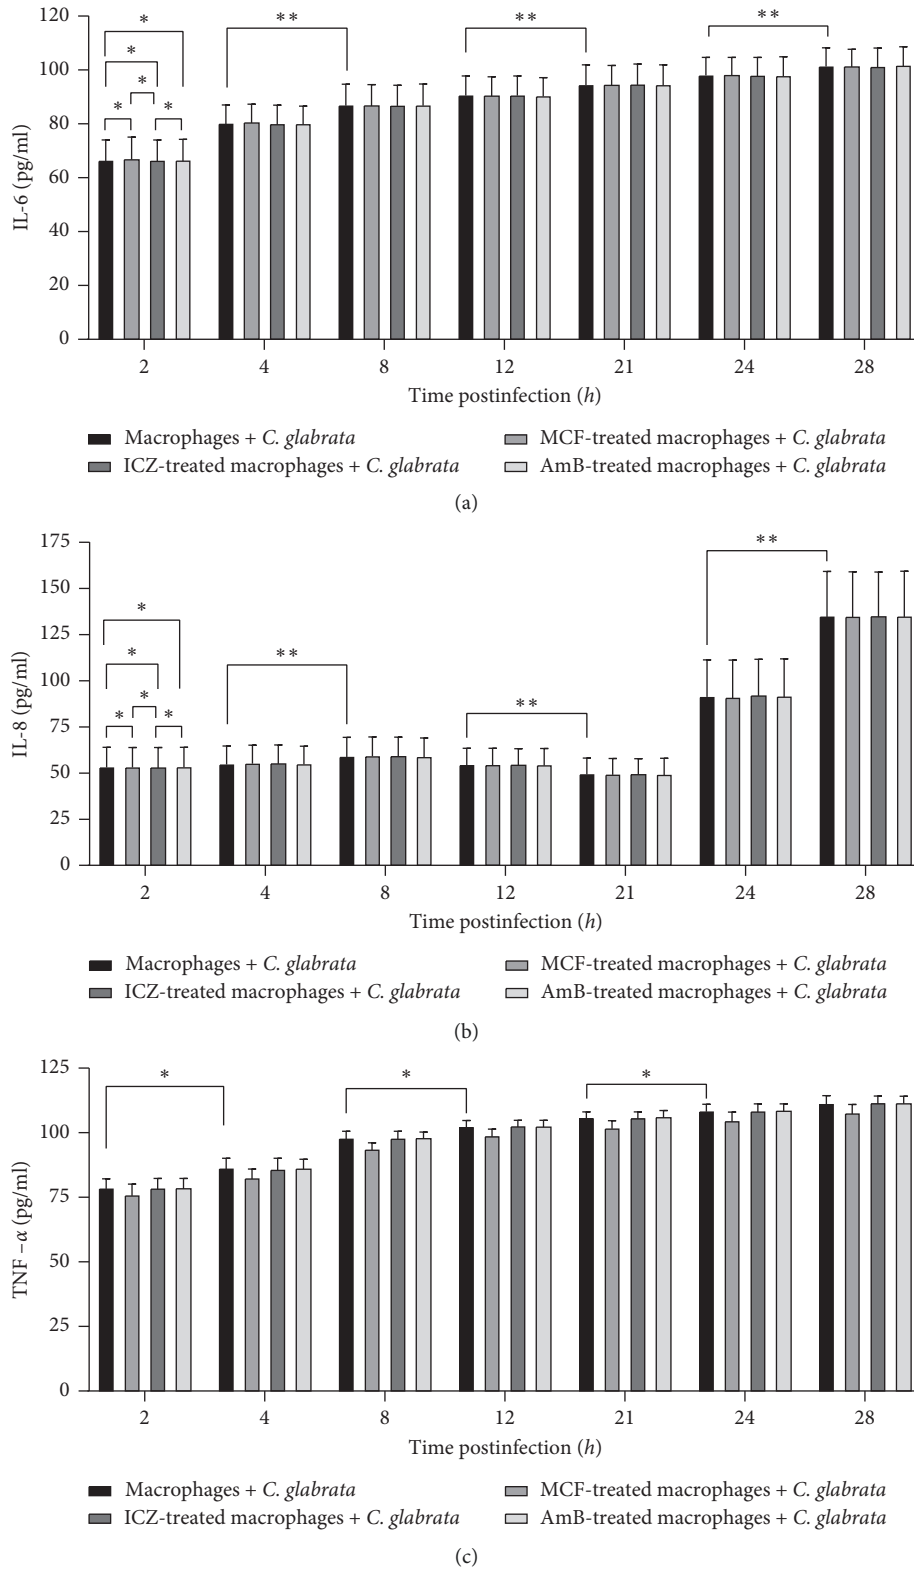 120
100
80
60
40
20
0
IL-6 (pg/ml)
* * * * * ** ** **
2 4 8 12 21 24 28
Time postinfection (h)
Macrophages + C. glabrata MCF-treated macrophages + C. glabrata
ICZ-treated macrophages + C. glabrata AmB-treated macrophages + C. glabrata
(a)
175
150
125
100
75
50
25
0
IL-8 (pg/ml)
* * * * * ** ** **
2 4 8 12 21 24 28
Time postinfection (h)
Macrophages + C. glabrata MCF-treated macrophages + C. glabrata
ICZ-treated macrophages + C. glabrata AmB-treated macrophages + C. glabrata
(b)
125
100
75
50
25
0
TNF –α (pg/ml)
* * *
2 4 8 12 21 24 28
Time postinfection (h)
Macrophages + C. glabrata MCF-treated macrophages + C. glabrata
ICZ-treated macrophages + C. glabrata AmB-treated macrophages + C. glabrata
(c)